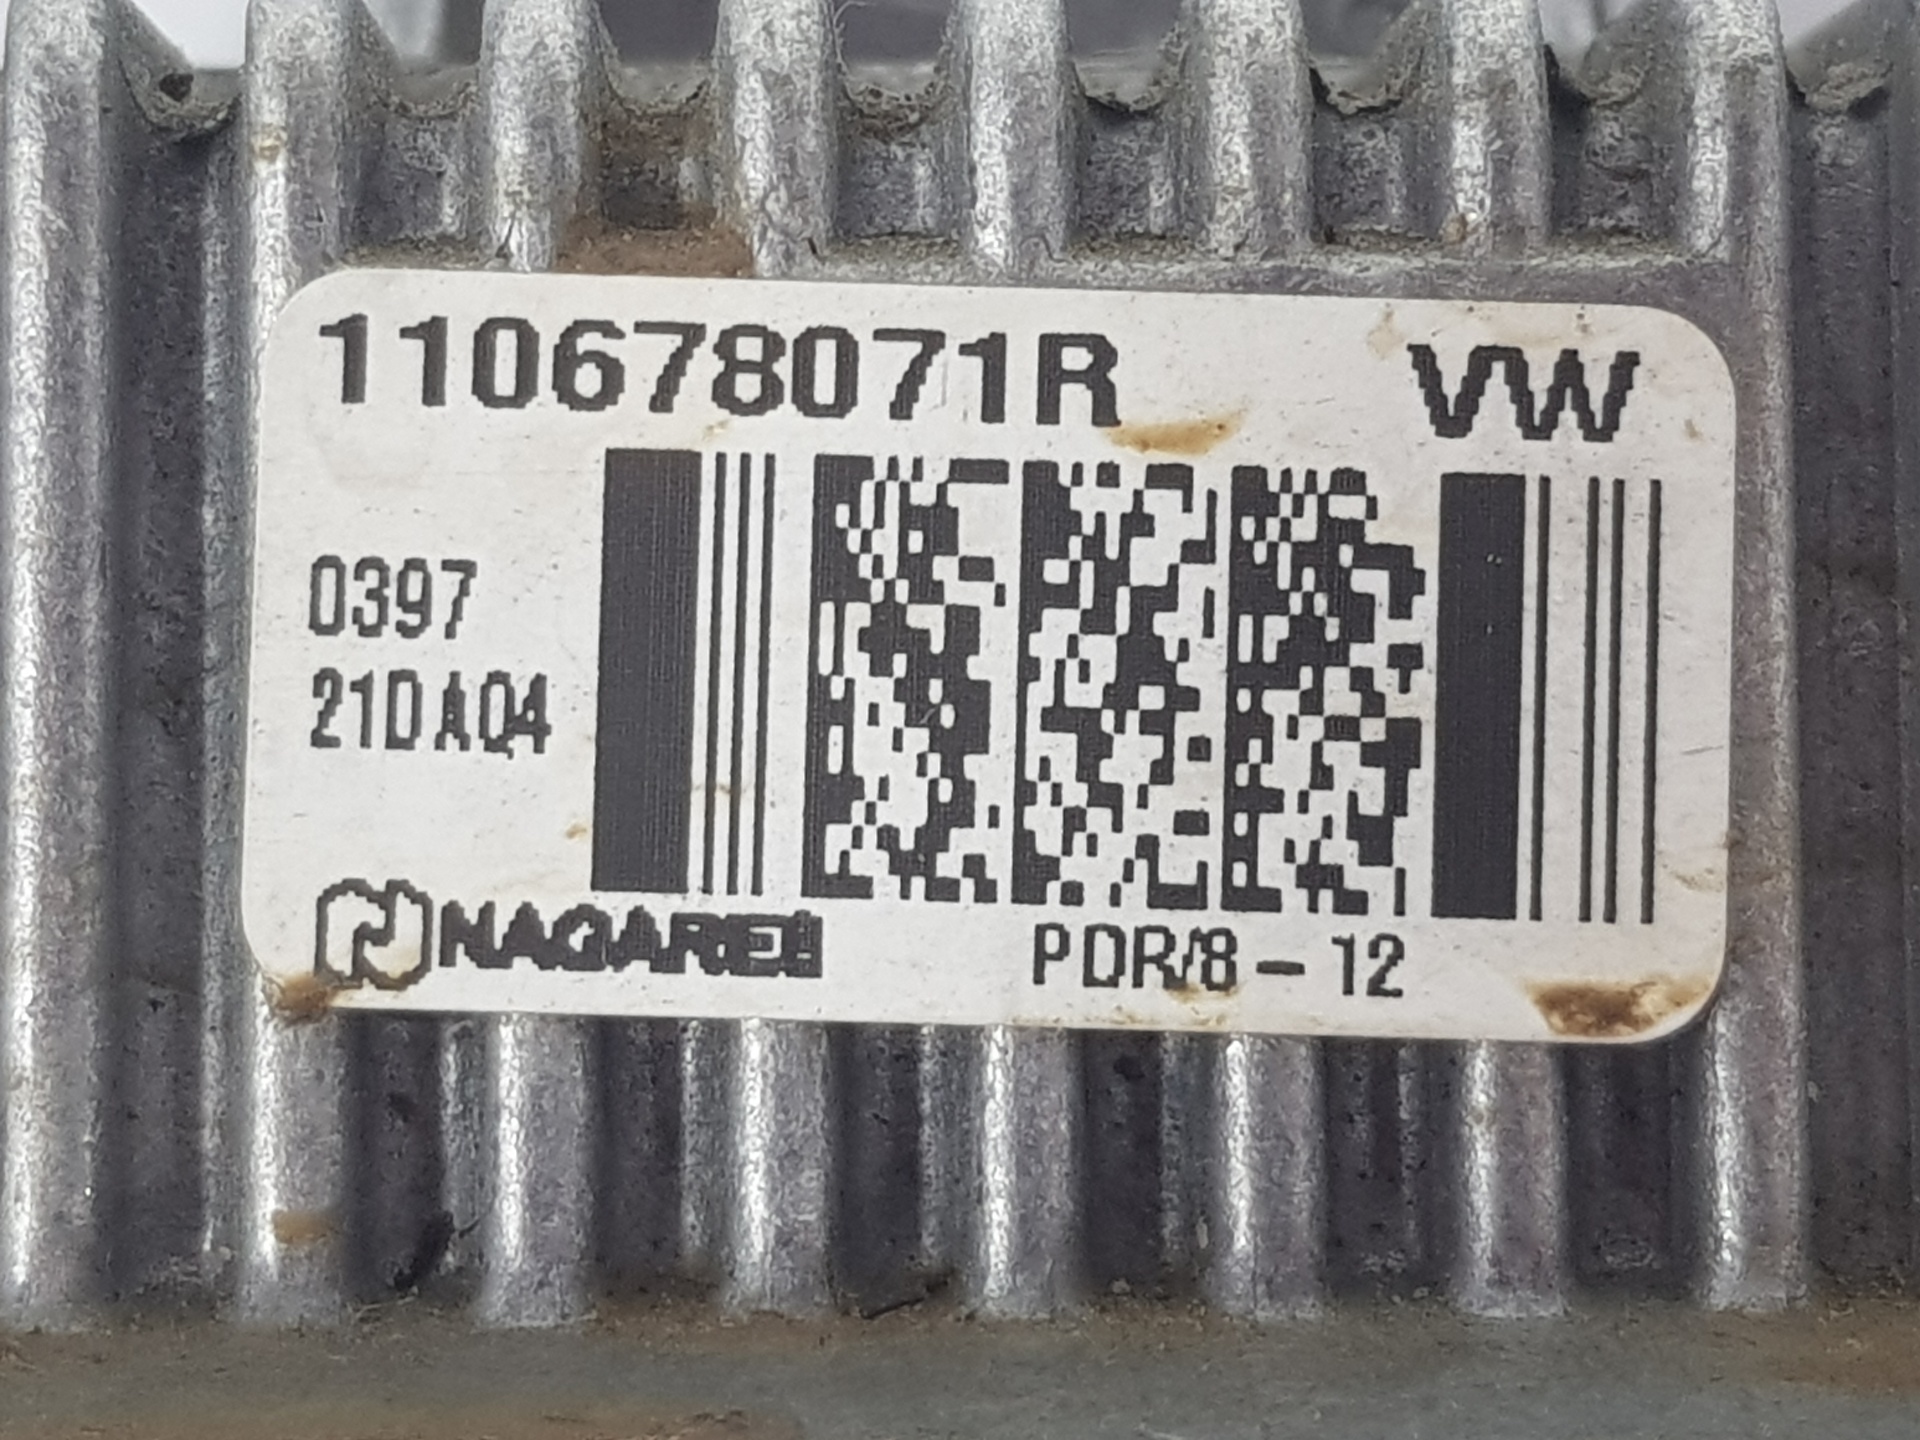 110678071R VW
0397
21DAQ4
NAGARES PDR/8-12